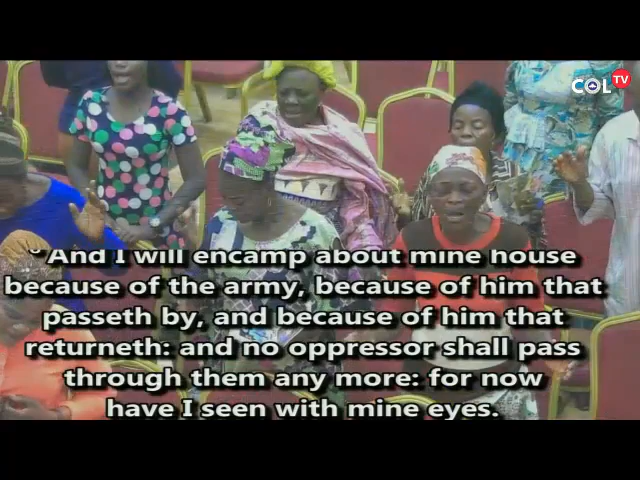 COL TV
8 And I will encamp about mine house
because of the army, because of him that
passeth by, and because of him that
returneth: and no oppressor shall pass
through them any more: for now
have I seen with mine eyes.